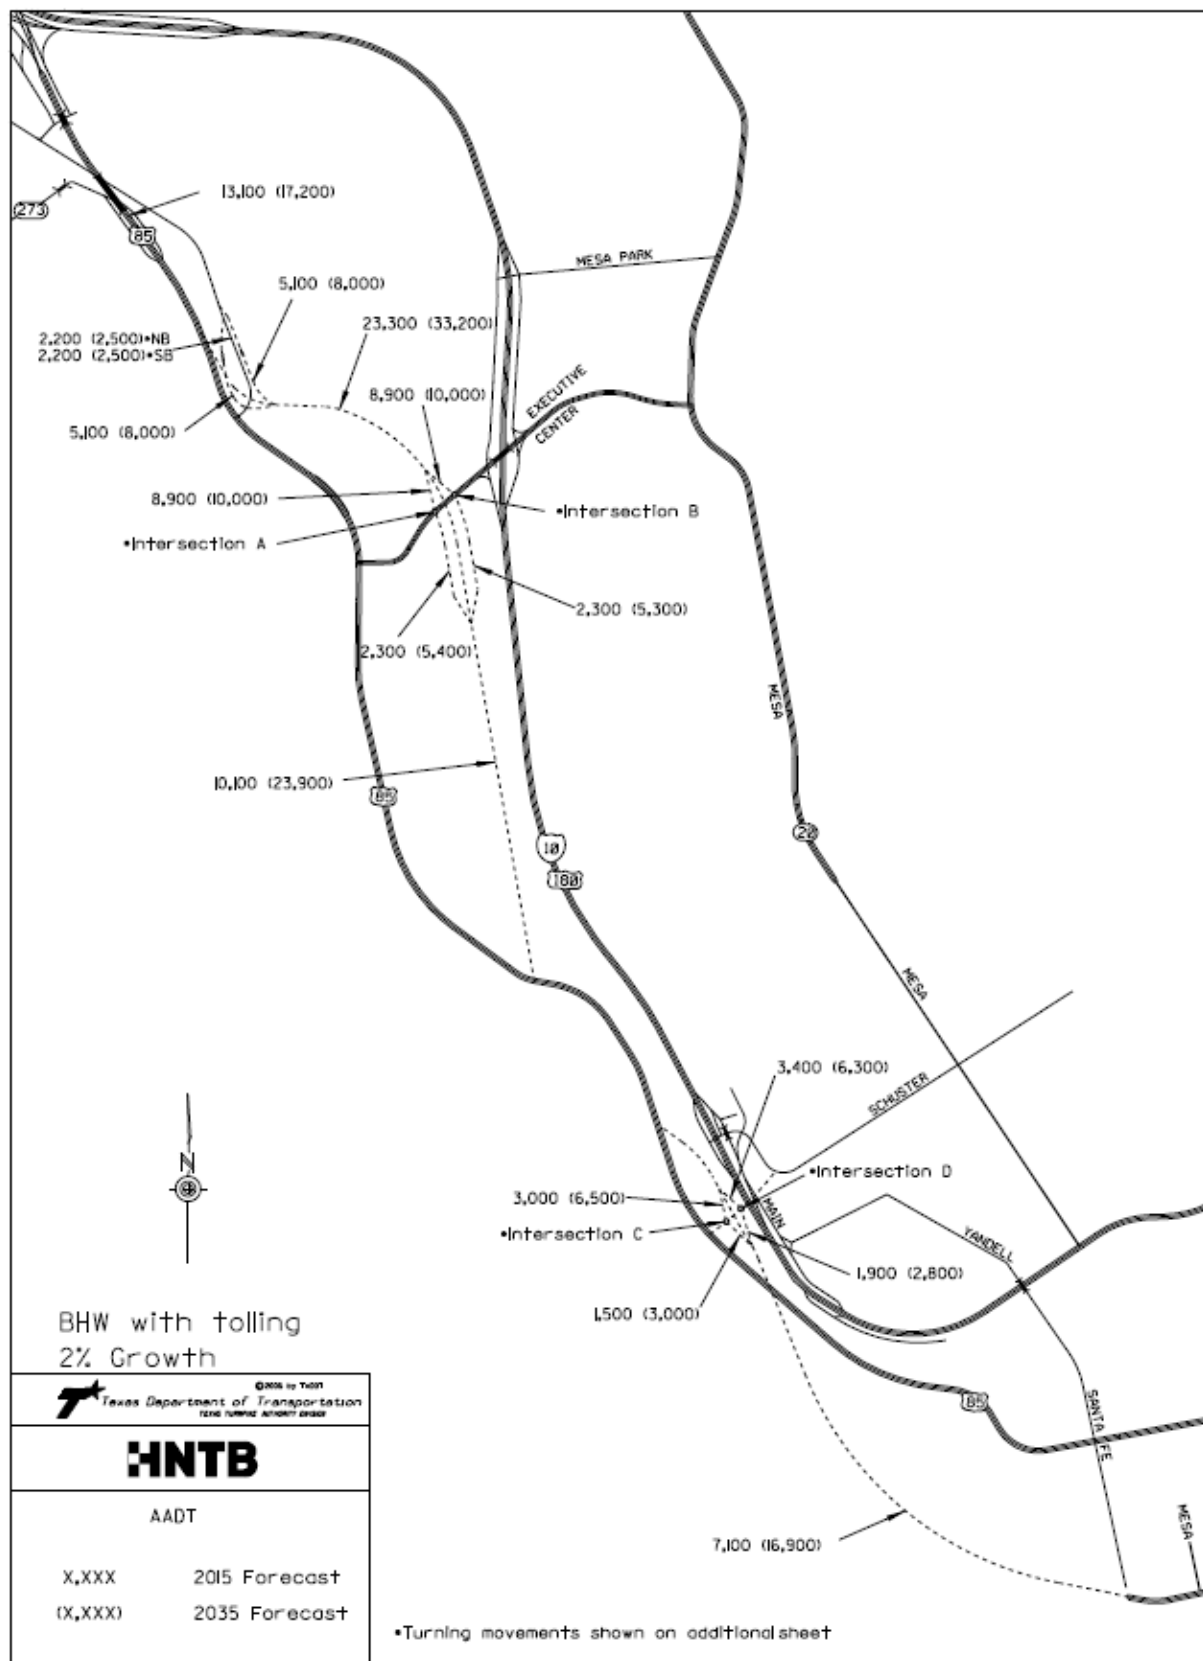 13,100 (17,200)
273
85
MESA PARK
5,100 (8,000)
23,300 (33,200)
2,200 (2,500)•NB
2,200 (2,500)•SB
EXECUTIVE
CENTER
8,900 (10,000)
5,100 (8,000)
8,900 (10,000)
•Intersection B
•Intersection A
2,300 (5,300)
2,300 (5,400)
MESA
10,100 (23,900)
85
20
10
180
MESA
3,400 (6,300)
SCHUSTER
•Intersection D
3,000 (6,500)
MAIN
•Intersection C
YANDELL
1,900 (2,800)
1,500 (3,000)
N
BHW with tolling
2% Growth
85
SANTA FE
Texas Department of Transportation
TEXAS TURNPIKE AUTHORITY DIVISION
HNTB
AADT
MESA
7,100 (16,900)
X,XXX 2015 Forecast
(X,XXX) 2035 Forecast
•Turning movements shown on additional sheet